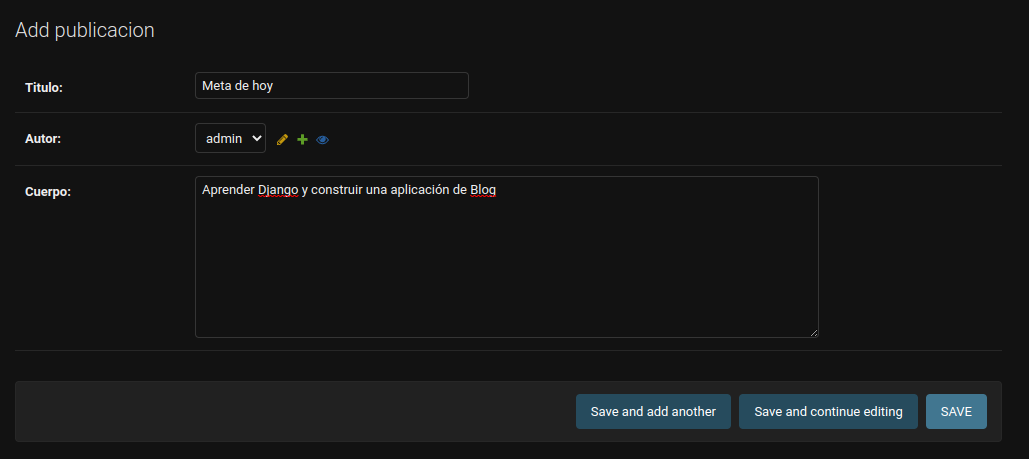 Add publicacion
Titulo: Meta de hoy
Autor: admin
Cuerpo: Aprender Django y construir una aplicación de Blog
Save and add another Save and continue editing SAVE